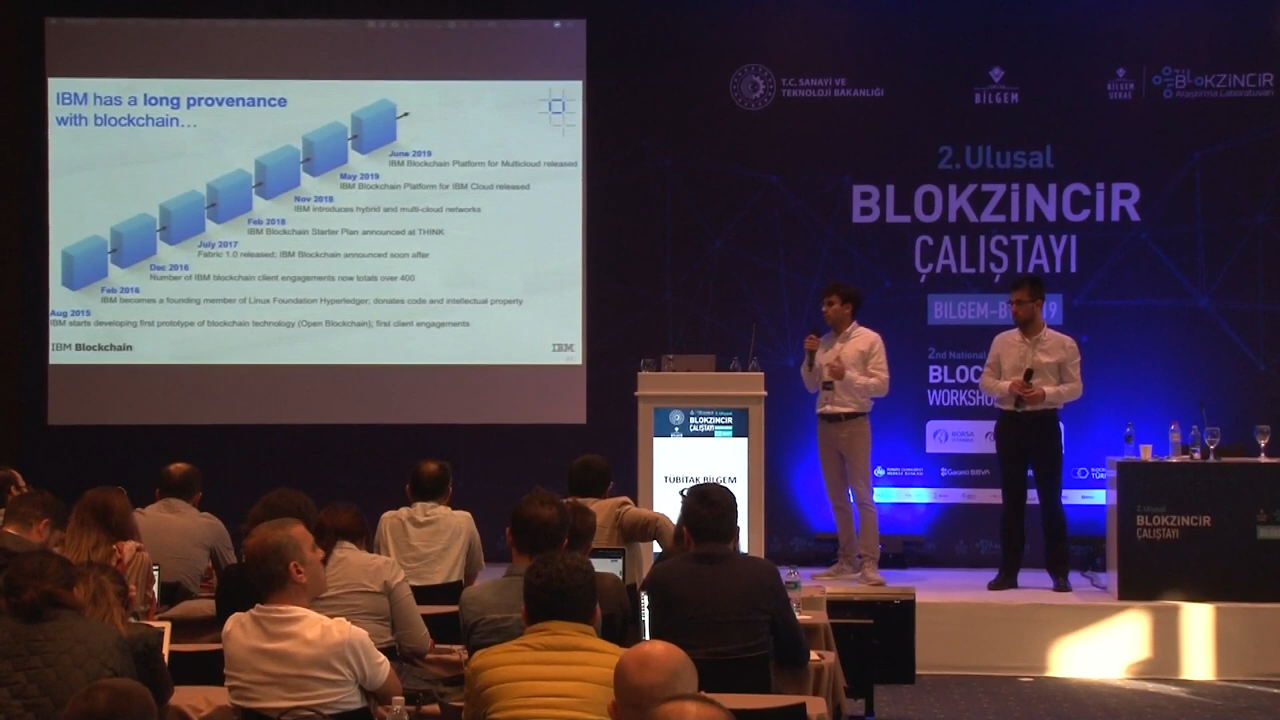 IBM has a long provenance
with blockchain...
June 2019
IBM Blockchain Platform for Multicloud released
May 2019
IBM Blockchain Platform for IBM Cloud released
Nov 2018
IBM introduces hybrid and multi-cloud networks
Feb 2018
IBM Blockchain Starter Plan announced at THINK
July 2017
Fabric 1.0 released; IBM Blockchain announced soon after
Dec 2016
Number of IBM blockchain client engagements now totals over 400
Feb 2016
IBM becomes a founding member of Linux Foundation Hyperledger; donates code and intellectual property
Aug 2015
IBM starts developing first prototype of blockchain technology (Open Blockchain); first client engagements
IBM Blockchain
IBM
T.C. SANAYİ VE
TEKNOLOJİ BAKANLIĞI
BİLGEM
BİLGEM
BLOKZİNCİR
Araştırma Laboratuvarı
2.Ulusal
BLOKZİNCİR
ÇALIŞTAYI
BİLGEM-B
19
2nd National
BLOC
WORKSHO
BORSA
Garanti BBVA
2.Ulusal
BLOKZİNCİR
ÇALIŞTAYI
TÜBİTAK BİLGEM
2.Ulusal
BLOKZİNCİR
ÇALIŞTAYI